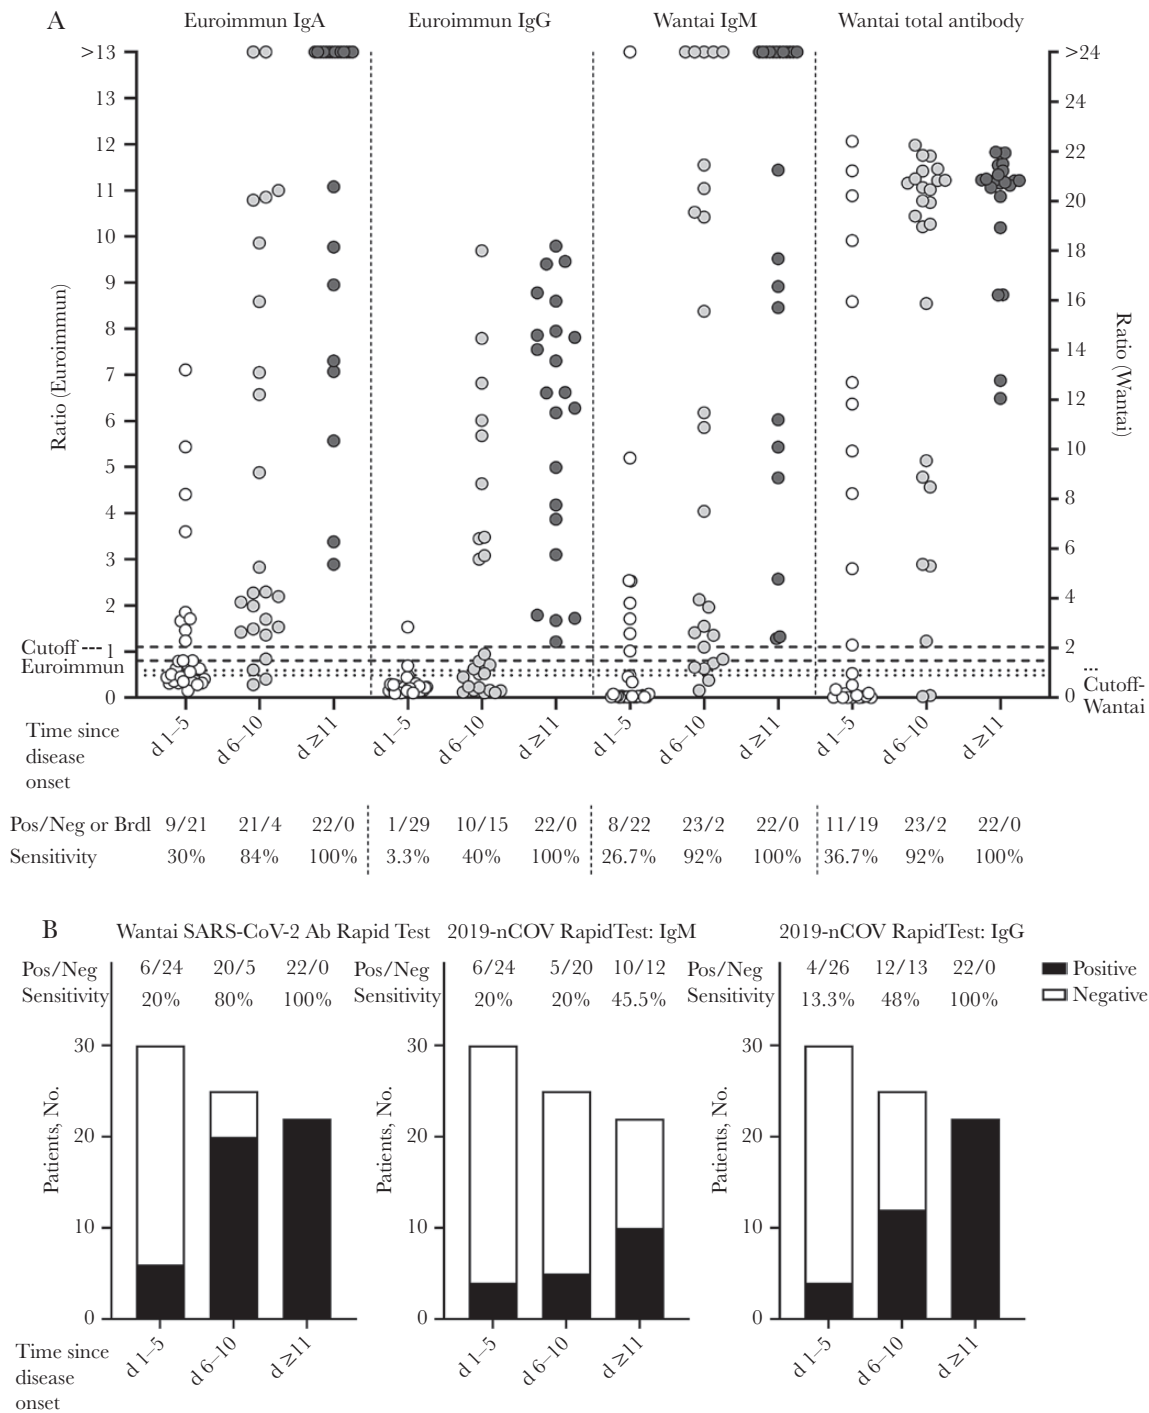 A
Euroimmun IgA Euroimmun IgG Wantai IgM Wantai total antibody
>13 >24
13 24
12 22
11 20
10 18
9 16
8 14
7 12
6 10
5 8
4 6
3 4
2 2
1 0
0
Ratio (Euroimmun)
Ratio (Wantai)
Cutoff ---
Euroimmun
...
Cutoff-
Wantai
d 1–5 d 6–10 d ≥11 d 1–5 d 6–10 d ≥11 d 1–5 d 6–10 d ≥11 d 1–5 d 6–10 d ≥11
Time since
disease
onset
Pos/Neg or Brdl 9/21 21/4 22/0 1/29 10/15 22/0 8/22 23/2 22/0 11/19 23/2 22/0
Sensitivity 30% 84% 100% 3.3% 40% 100% 26.7% 92% 100% 36.7% 92% 100%
B
Wantai SARS-CoV-2 Ab Rapid Test 2019-nCOV RapidTest: IgM 2019-nCOV RapidTest: IgG
Pos/Neg 6/24 20/5 22/0 Pos/Neg 6/24 5/20 10/12 Pos/Neg 4/26 12/13 22/0
Sensitivity 20% 80% 100% Sensitivity 20% 20% 45.5% Sensitivity 13.3% 48% 100%
Positive
Negative
30 30 30
20 20 20
10 10 10
0 0 0
Patients, No. Patients, No. Patients, No.
d 1–5 d 6–10 d ≥11 d 1–5 d 6–10 d ≥11 d 1–5 d 6–10 d ≥11
Time since
disease
onset